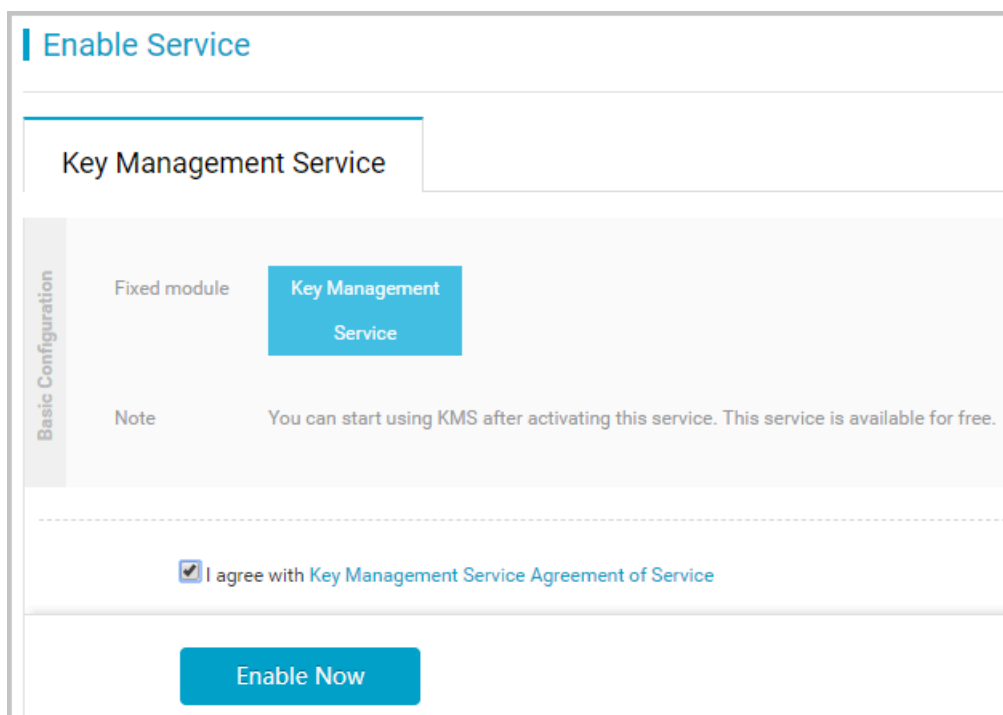 Enable Service
Key Management Service
Basic Configuration
Fixed module
Key Management
Service
Note
You can start using KMS after activating this service. This service is available for free.
I agree with Key Management Service Agreement of Service
Enable Now